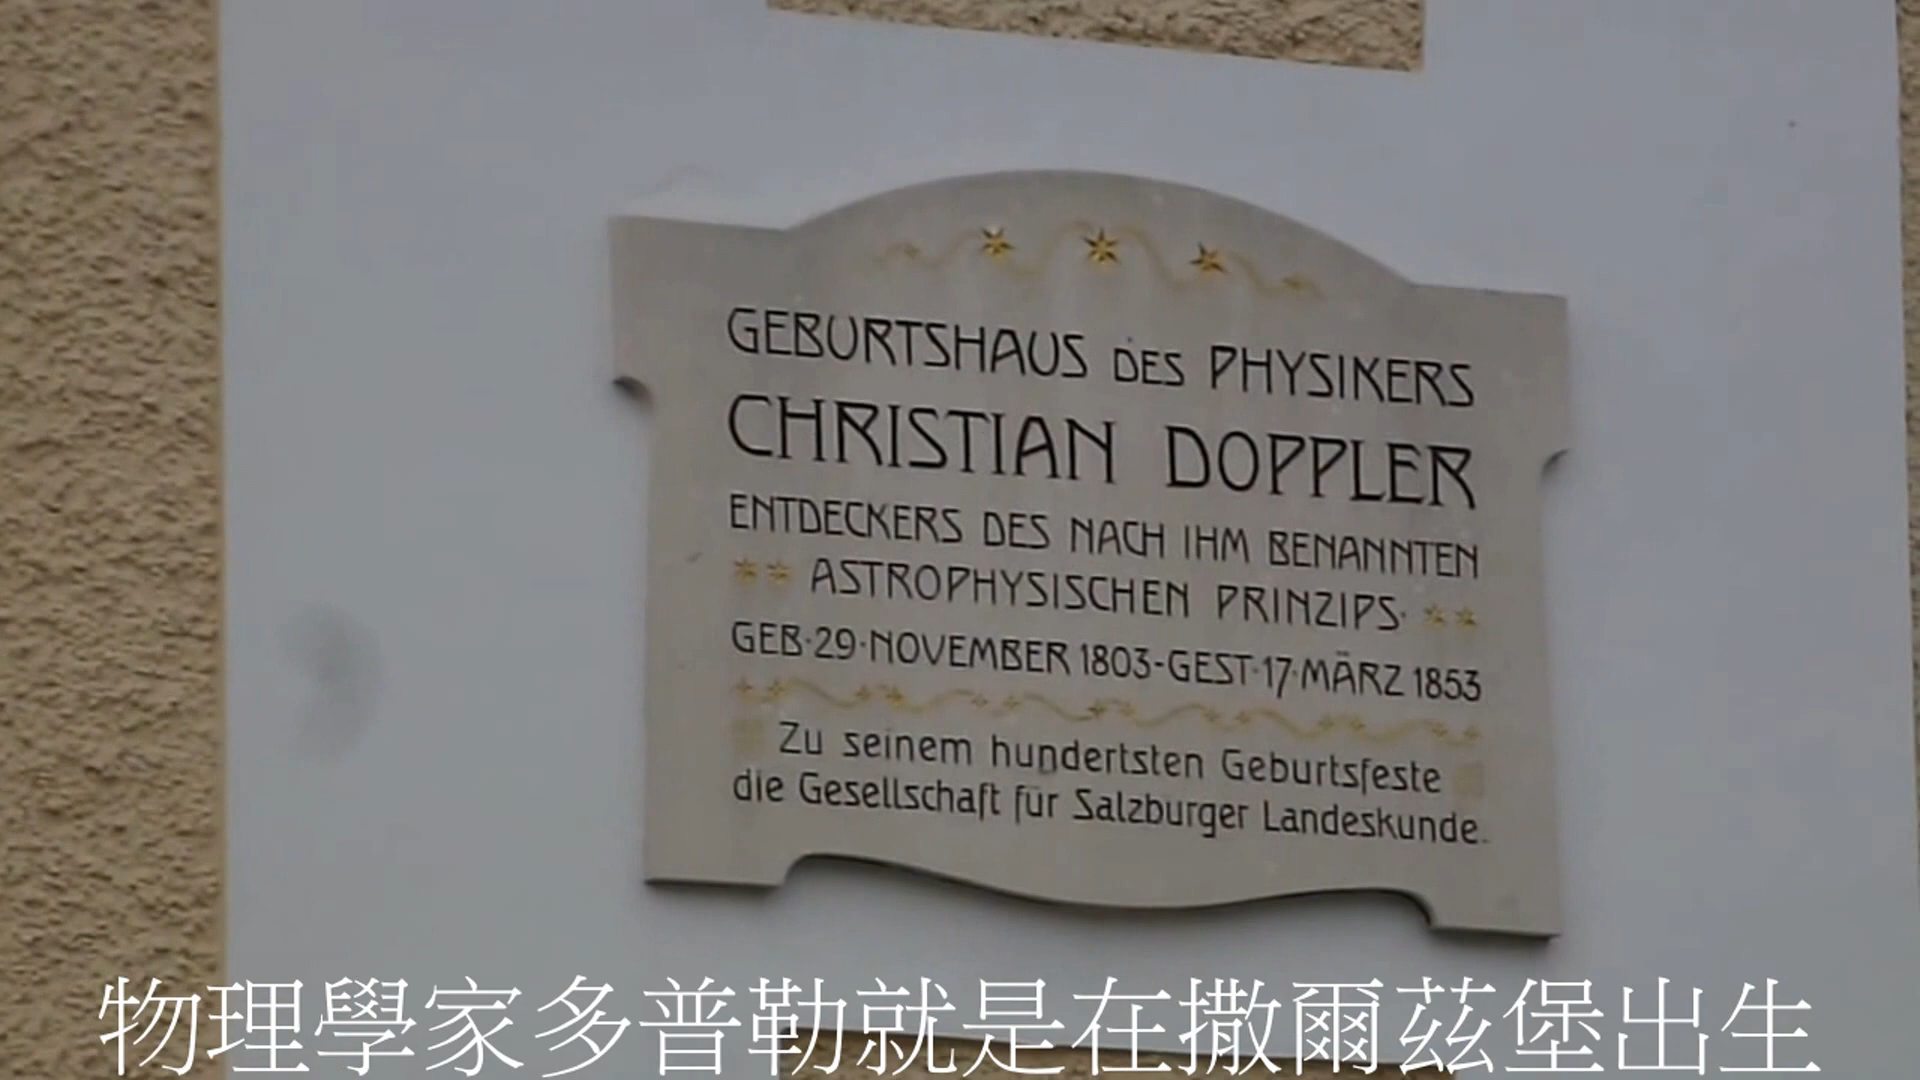 GEBURTSHAUS DES PHYSIKERS
CHRISTIAN DOPPLER
ENTDECKERS DES NACH IHM BENANNTEN
ASTROPHYSISCHEN PRINZIPS·
GEB·29·NOVEMBER 1803-GEST·17·MÄRZ 1853
Zu seinem hundertsten Geburtsfeste
die Gesellschaft für Salzburger Landeskunde.
物理學家多普勒就是在撒爾茲堡出生